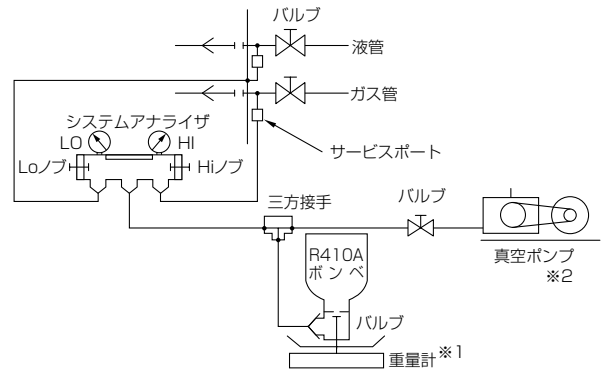 バルブ
液管
ガス管
システムアナライザ
LO
HI
Loノブ
Hiノブ
サービスポート
三方接手
バルブ
R410A
ボンベ
真空ポンプ
※2
バルブ
重量計※1